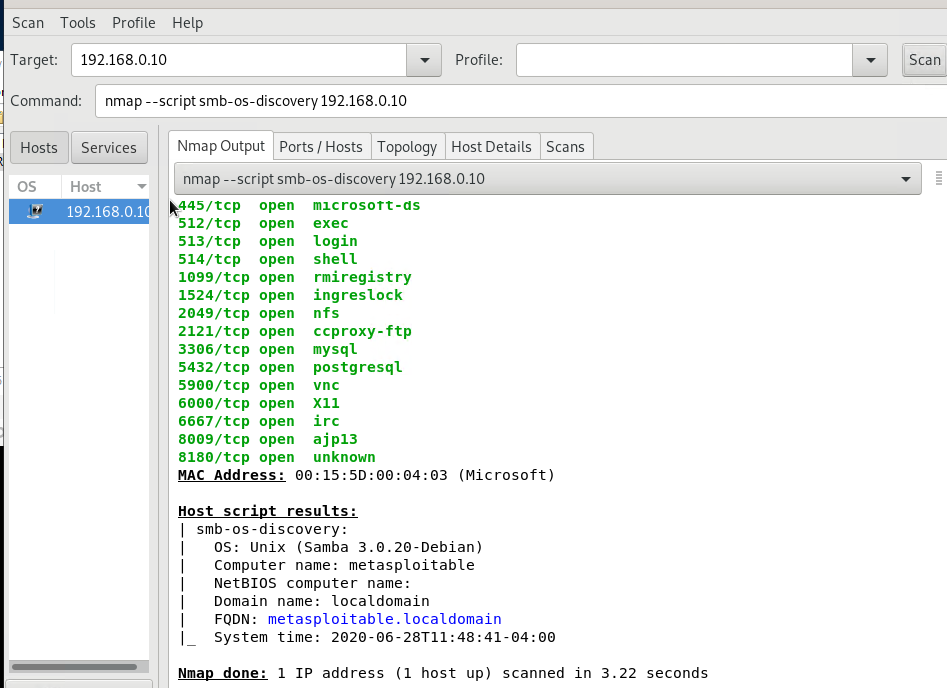 Scan Tools Profile Help
Target: 192.168.0.10 Profile: Scan
Command: nmap --script smb-os-discovery 192.168.0.10
Hosts Services Nmap Output Ports / Hosts Topology Host Details Scans
OS Host nmap --script smb-os-discovery 192.168.0.10
192.168.0.10
445/tcp open microsoft-ds
512/tcp open exec
513/tcp open login
514/tcp open shell
1099/tcp open rmiregistry
1524/tcp open ingreslock
2049/tcp open nfs
2121/tcp open ccproxy-ftp
3306/tcp open mysql
5432/tcp open postgresql
5900/tcp open vnc
6000/tcp open X11
6667/tcp open irc
8009/tcp open ajp13
8180/tcp open unknown
MAC Address: 00:15:5D:00:04:03 (Microsoft)
Host script results:
| smb-os-discovery:
|   OS: Unix (Samba 3.0.20-Debian)
|   Computer name: metasploitable
|   NetBIOS computer name:
|   Domain name: localdomain
|   FQDN: metasploitable.localdomain
|_  System time: 2020-06-28T11:48:41-04:00
Nmap done: 1 IP address (1 host up) scanned in 3.22 seconds